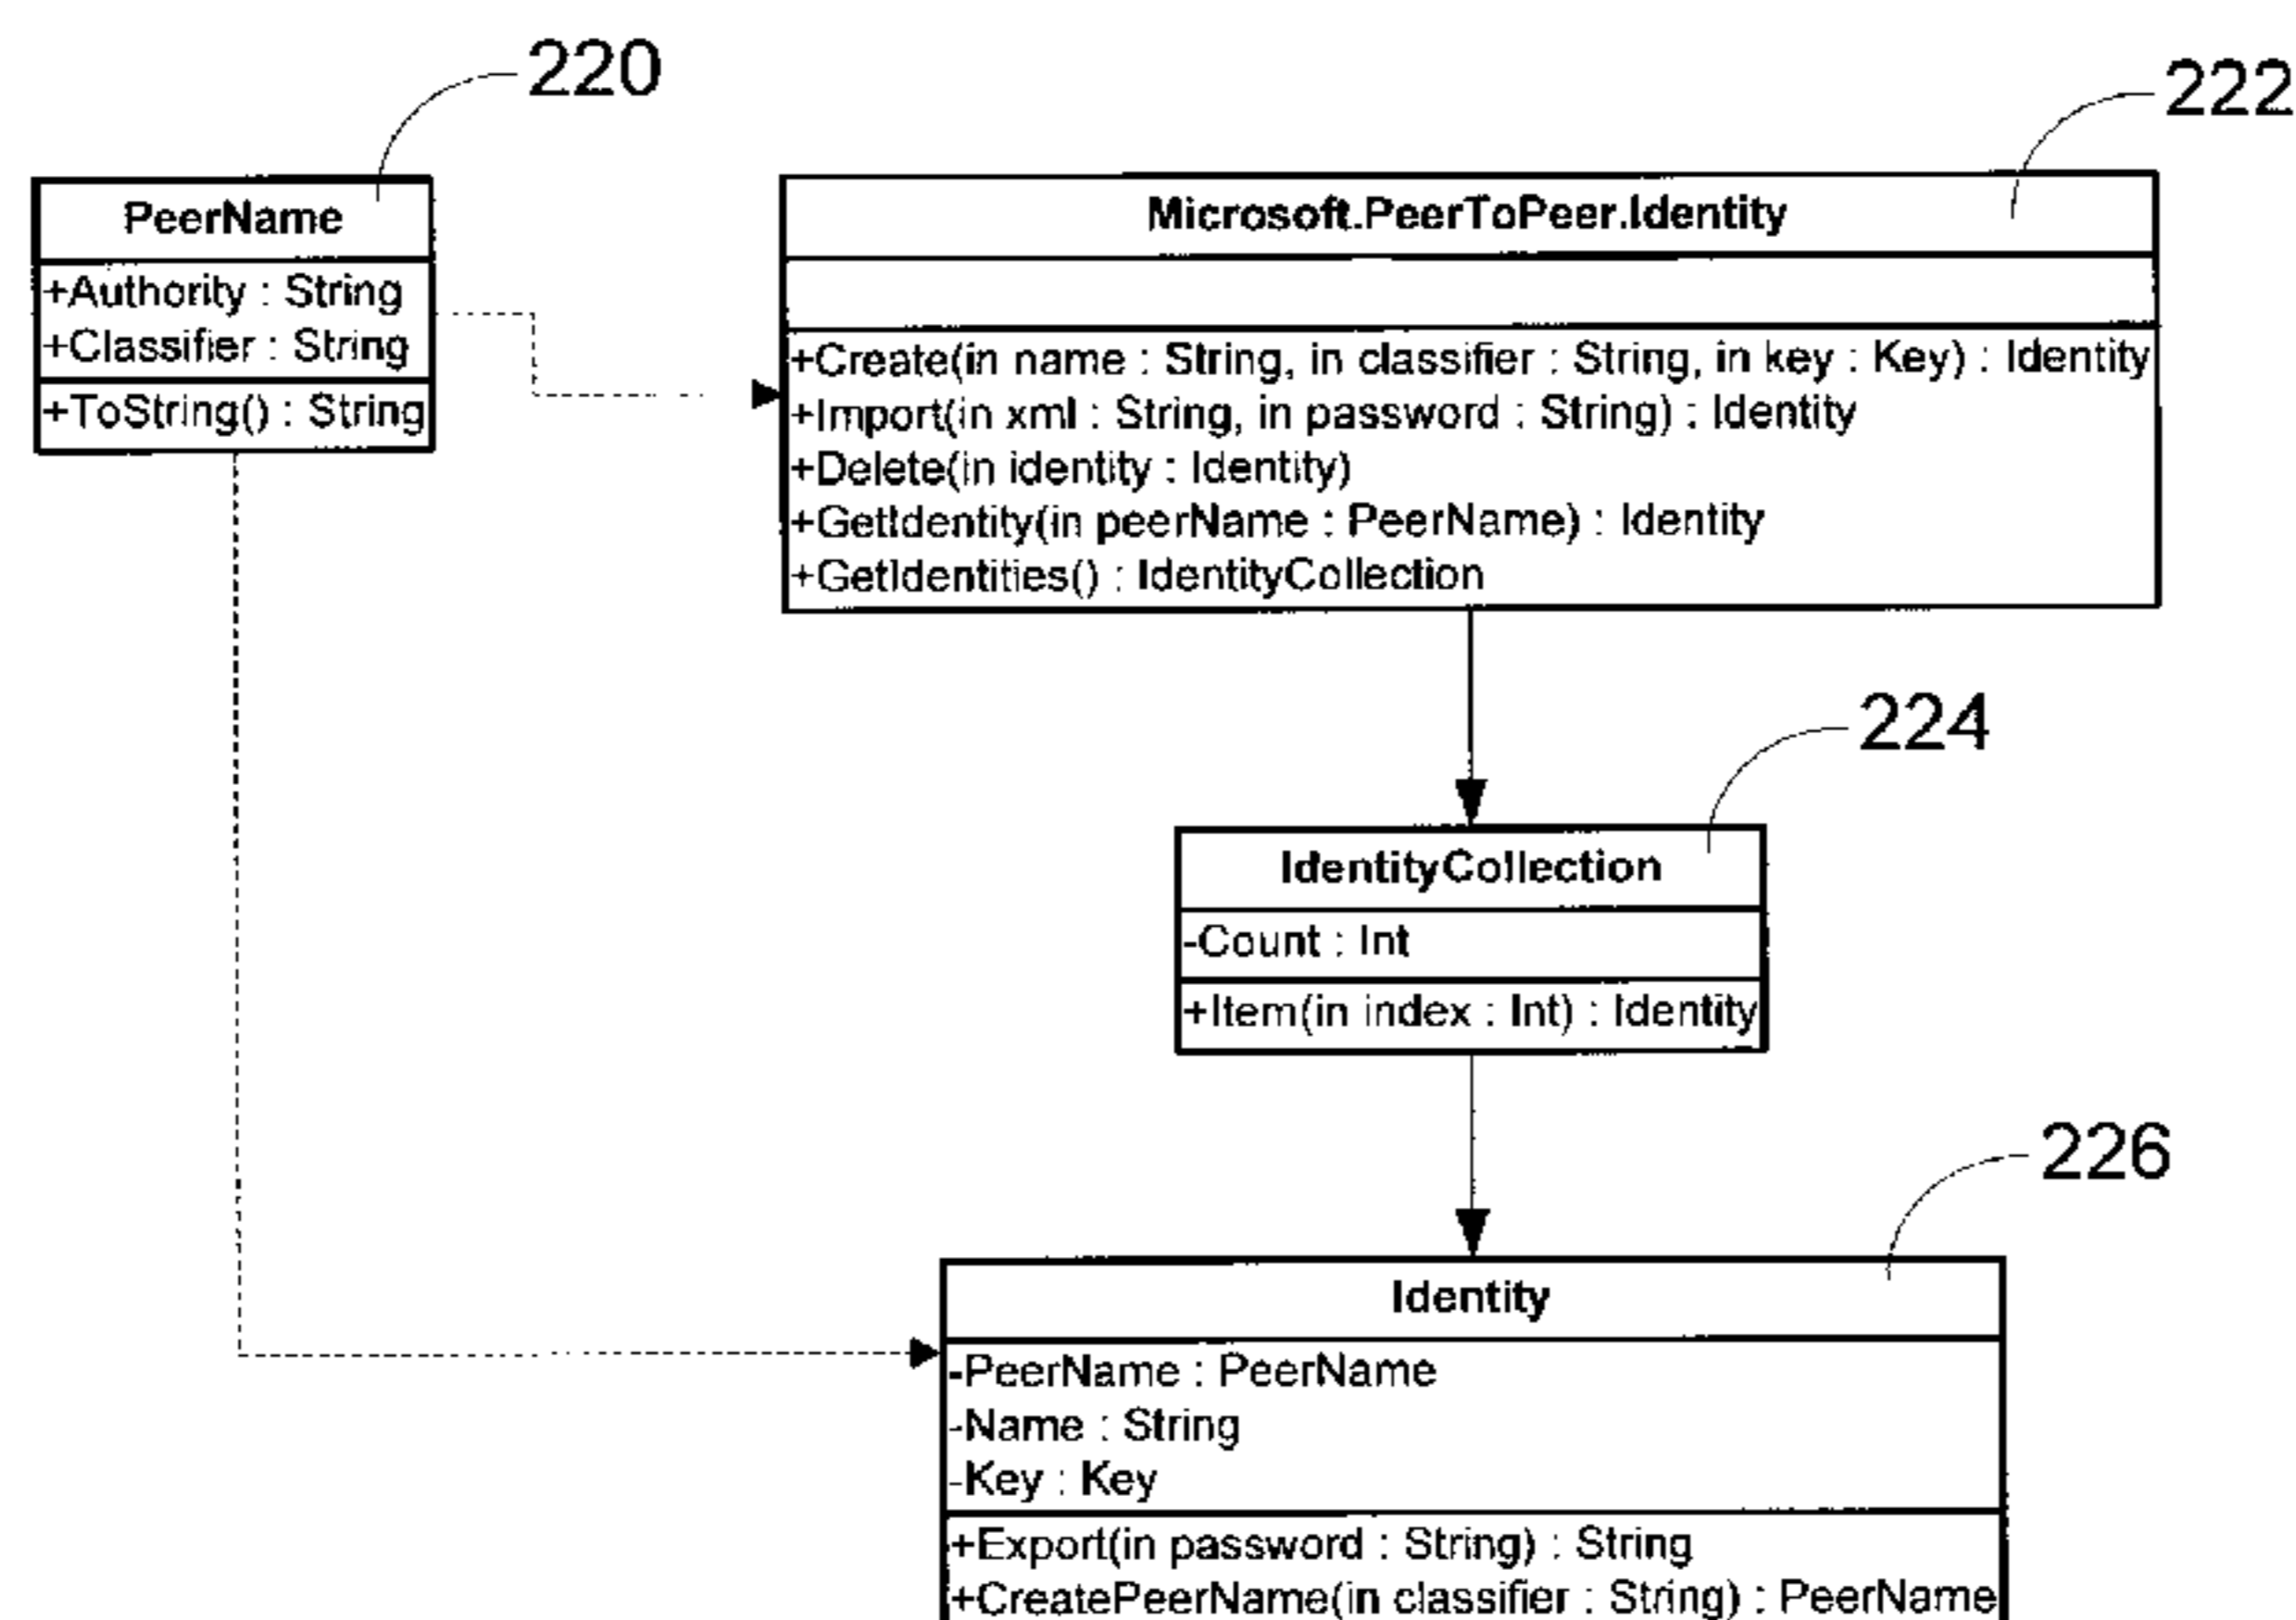 220
222
PeerName
+Authority : String
+Classifier : String
+ToString() : String
Microsoft.PeerToPeer.Identity
+Create(in name : String, in classifier : String, in key : Key) : Identity
+Import(in xml : String, in password : String) : Identity
+Delete(in identity : Identity)
+GetIdentity(in peerName : PeerName) : Identity
+GetIdentities() : IdentityCollection
224
IdentityCollection
-Count : Int
+Item(in index : Int) : Identity
226
Identity
-PeerName : PeerName
-Name : String
-Key : Key
+Export(in password : String) : String
+CreatePeerName(in classifier : String) : PeerName